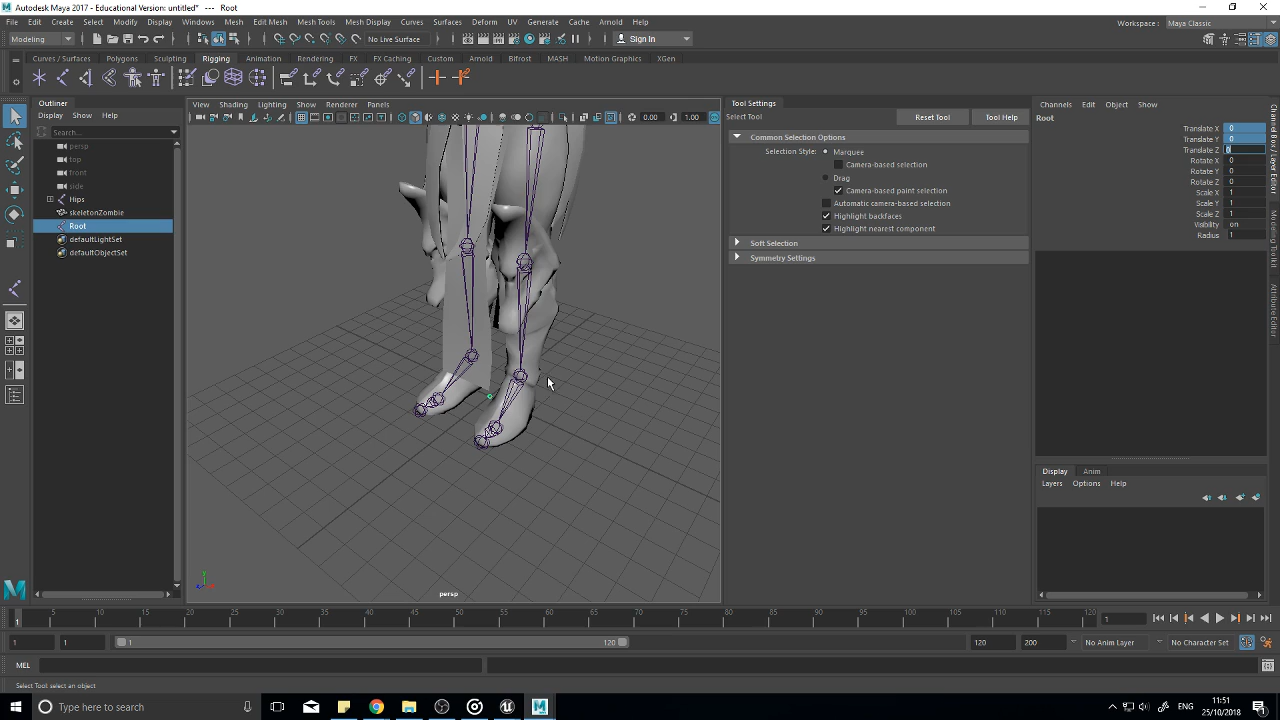 Autodesk Maya 2017 - Educational Version: untitled* --- Root
File Edit Create Select Modify Display Windows Mesh Edit Mesh Mesh Tools Mesh Display Curves Surfaces Deform UV Generate Cache Arnold Help
Workspace : Maya Classic
Modeling No Live Surface Sign In
Curves / Surfaces Polygons Sculpting Rigging Animation Rendering FX FX Caching Custom Arnold Bifrost MASH Motion Graphics XGen
Outliner
Display Show Help
Search...
persp
top
front
side
Hips
skeletonZombie
Root
defaultLightSet
defaultObjectSet
View Shading Lighting Show Renderer Panels
0.00 1.00
persp
Tool Settings
Select Tool Reset Tool Tool Help
Common Selection Options
Selection Style: Marquee
Camera-based selection
Drag
Camera-based paint selection
Automatic camera-based selection
Highlight backfaces
Highlight nearest component
Soft Selection
Symmetry Settings
Channels Edit Object Show
Root
Translate X 0
Translate Y 0
Translate Z 0
Rotate X 0
Rotate Y 0
Rotate Z 0
Scale X 1
Scale Y 1
Scale Z 1
Visibility on
Radius 1
Channel Box / Layer Editor
Modeling Toolkit
Attribute Editor
Display Anim
Layers Options Help
1 5 10 15 20 25 30 35 40 45 50 55 60 65 70 75 80 85 90 95 100 105 110 115 120 1
1 1 1 120 120 200 No Anim Layer No Character Set
MEL
Select Tool: select an object
Type here to search
ENG
11:51
25/10/2018